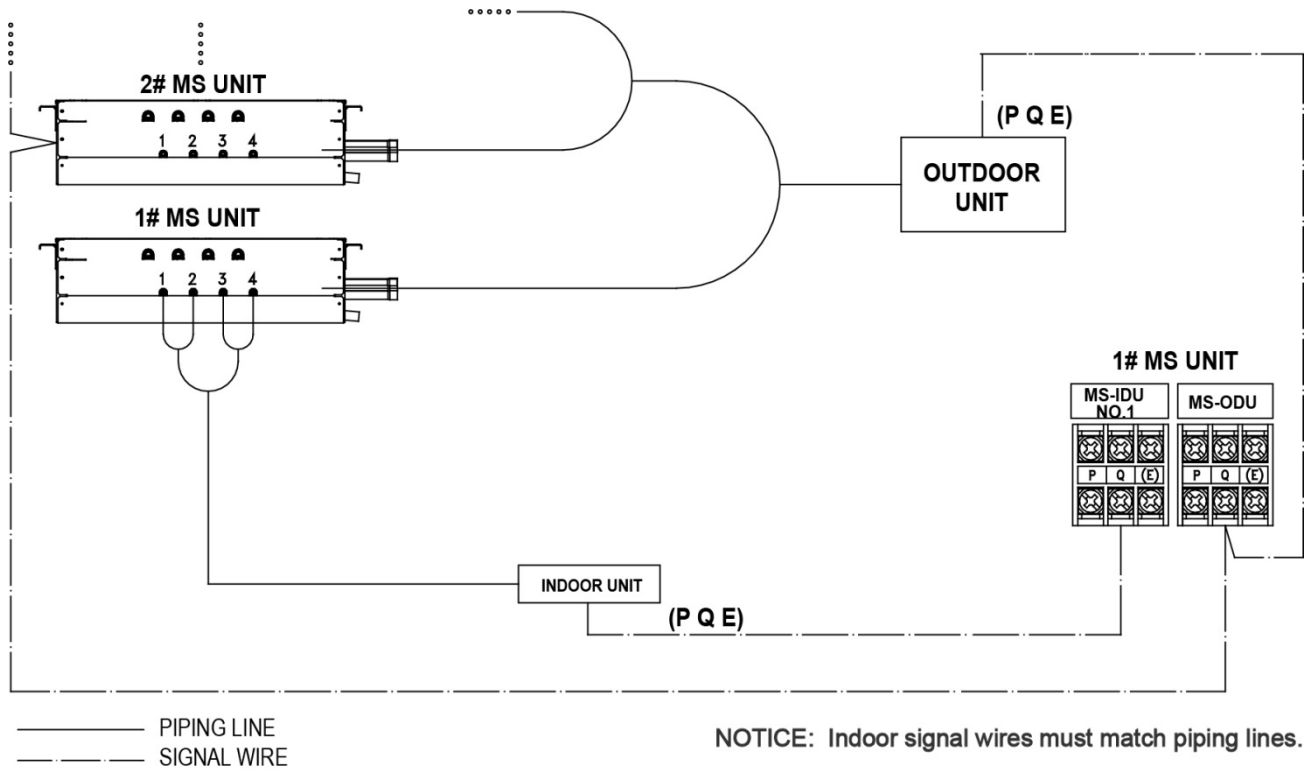 2# MS UNIT
1 2 3 4
(P Q E)
OUTDOOR
UNIT
1# MS UNIT
1 2 3 4
1# MS UNIT
MS-IDU
NO.1
MS-ODU
P Q (E)
P Q (E)
INDOOR UNIT
(P Q E)
PIPING LINE
SIGNAL WIRE
NOTICE: Indoor signal wires must match piping lines.